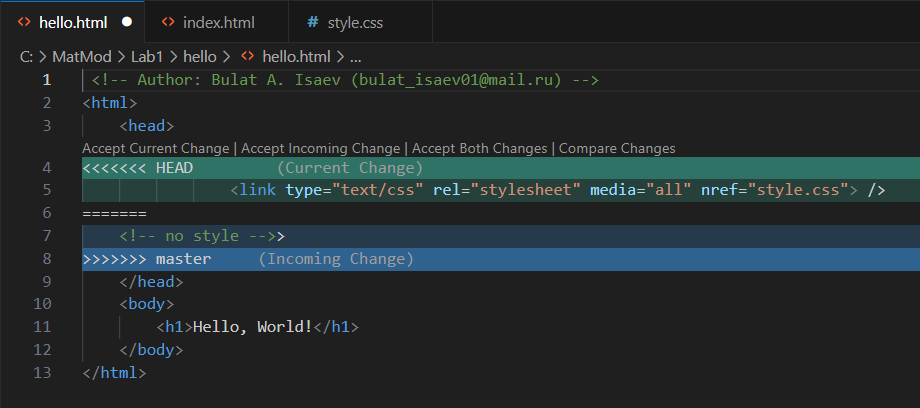 <> hello.html ● <> index.html # style.css
C: > MatMod > Lab1 > hello > <> hello.html > ...
1 <!-- Author: Bulat A. Isaev (bulat_isaev01@mail.ru) -->
2 <html>
3 <head>
Accept Current Change | Accept Incoming Change | Accept Both Changes | Compare Changes
4 <<<<<<< HEAD (Current Change)
5 <link type="text/css" rel="stylesheet" media="all" nref="style.css"> />
6 =======
7 <!-- no style -->>
8 >>>>>>> master (Incoming Change)
9 </head>
10 <body>
11 <h1>Hello, World!</h1>
12 </body>
13 </html>